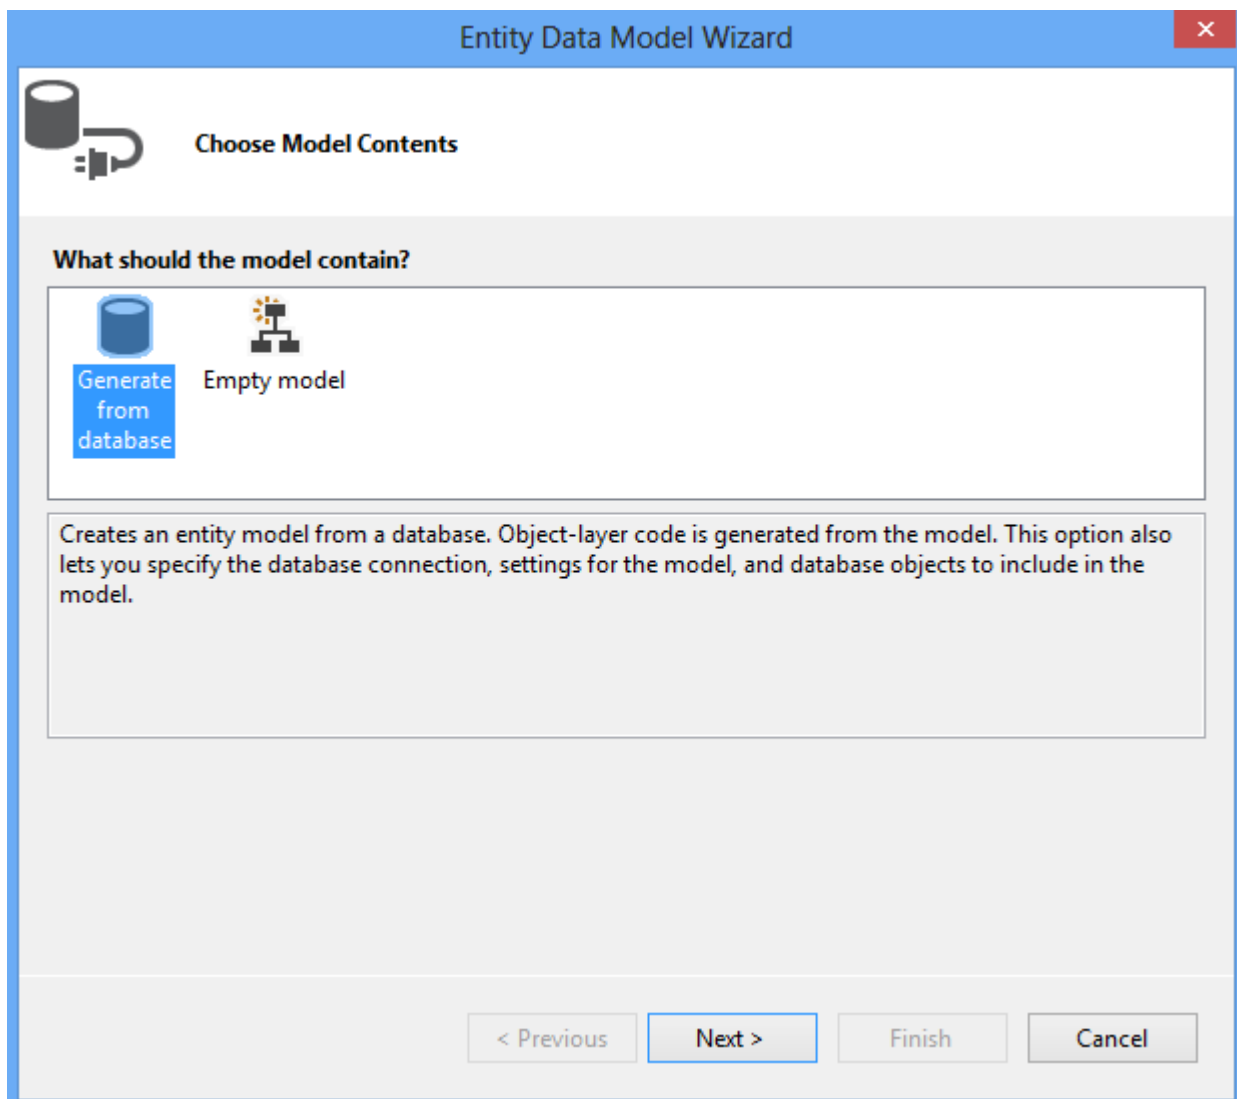 Entity Data Model Wizard
Choose Model Contents
What should the model contain?
Generate
from
database
Empty model
Creates an entity model from a database. Object-layer code is generated from the model. This option also
lets you specify the database connection, settings for the model, and database objects to include in the
model.
< Previous
Next >
Finish
Cancel